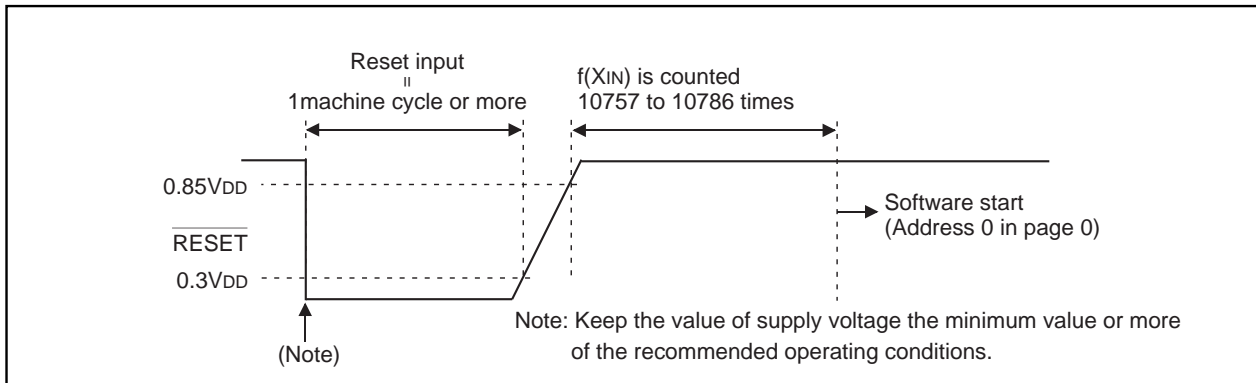 Reset input
=
1machine cycle or more
f(XIN) is counted
10757 to 10786 times
0.85VDD
RESET
0.3VDD
Software start
(Address 0 in page 0)
(Note)
Note: Keep the value of supply voltage the minimum value or more
of the recommended operating conditions.